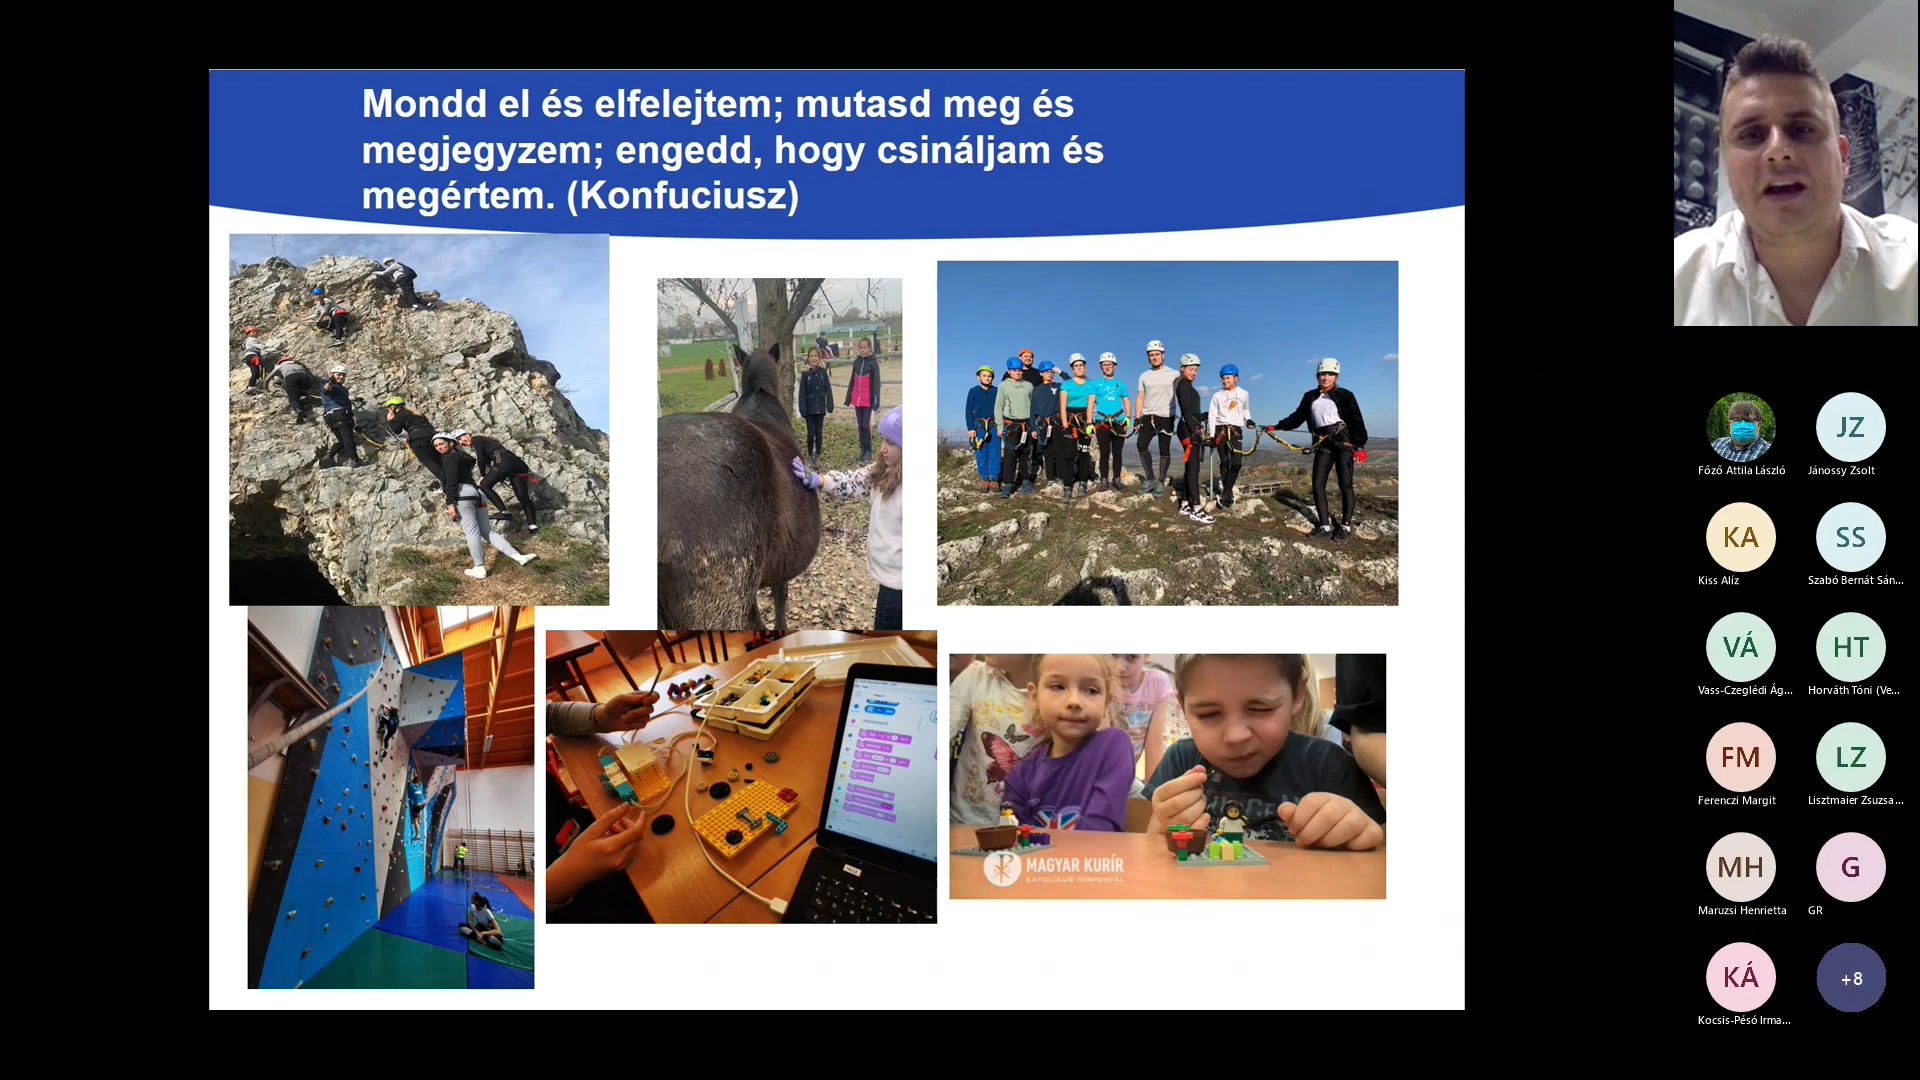 Mondd el és elfelejtem; mutasd meg és
megjegyzem; engedd, hogy csináljam és
megértem. (Konfuciusz)
MAGYAR KURÍR
KATOLIKUS HÍRPORTÁL
JZ
Főző Attila László
Jánossy Zsolt
KA
SS
Kiss Alíz
Szabó Bernát Sán...
VÁ
HT
Vass-Czeglédi Ág...
Horváth Tóni (Ve...
FM
LZ
Ferenczi Margit
Lisztmaier Zsuzsa...
MH
G
Maruzsi Henrietta
GR
KÁ
+8
Kocsis-Pésó Irma...